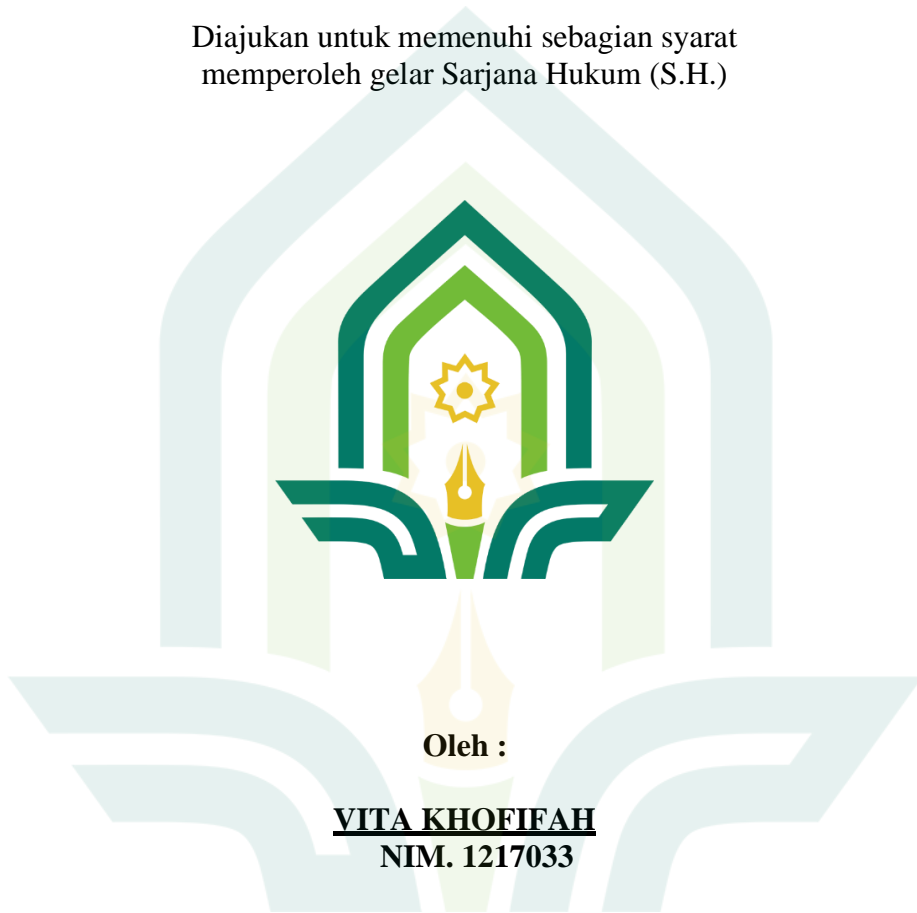 Diajukan untuk memenuhi sebagian syarat
memperoleh gelar Sarjana Hukum (S.H.)
Oleh :
VITA KHOFIFAH
NIM. 1217033